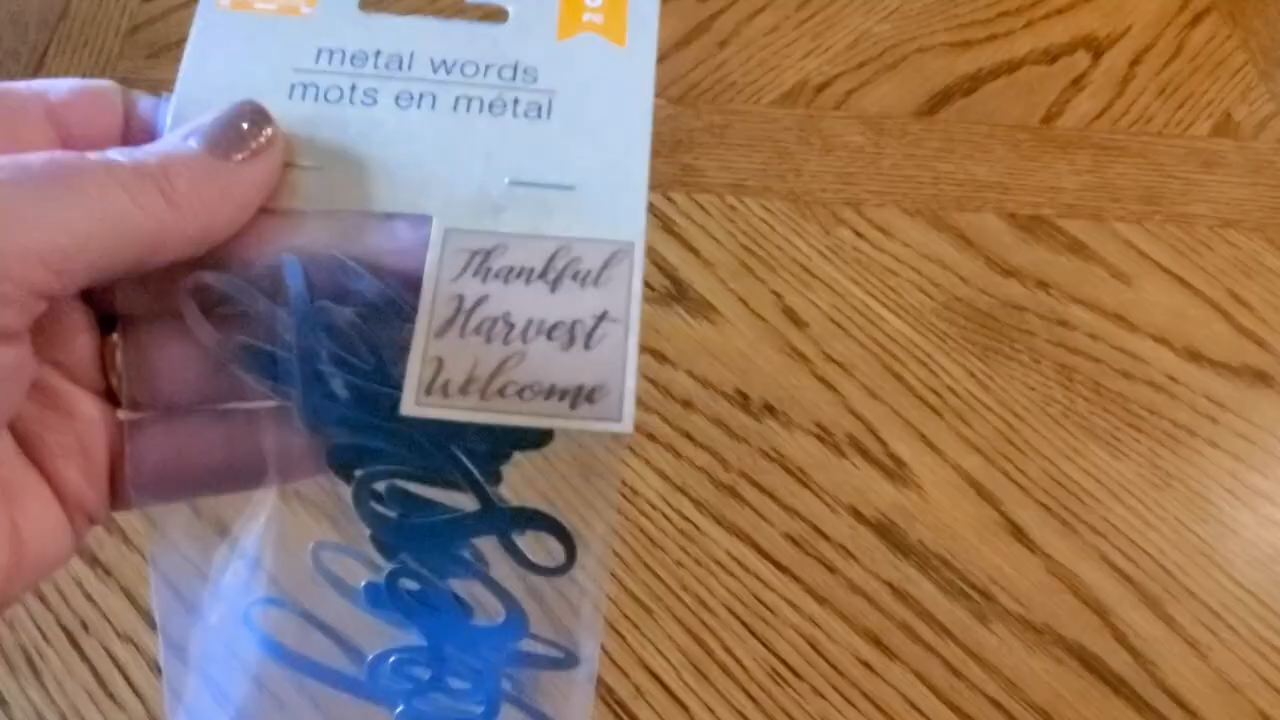 metal words
mots en métal
Thankful
Harvest
Welcome